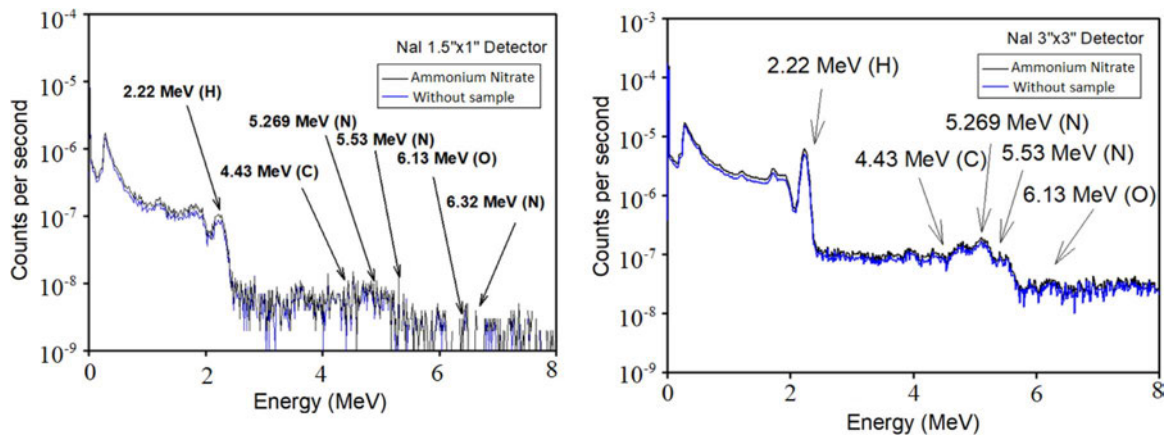 NaI 1.5"x1" Detector
Ammonium Nitrate
Without sample
2.22 MeV (H)
5.269 MeV (N)
5.53 MeV (N)
4.43 MeV (C)
6.13 MeV (O)
6.32 MeV (N)
Counts per second
10-4
10-5
10-6
10-7
10-8
10-9
0
2
4
6
8
Energy (MeV)
NaI 3"x3" Detector
Ammonium Nitrate
Without sample
2.22 MeV (H)
5.269 MeV (N)
4.43 MeV (C)
5.53 MeV (N)
6.13 MeV (O)
Counts per second
10-3
10-4
10-5
10-6
10-7
10-8
10-9
0
2
4
6
8
Energy (MeV)